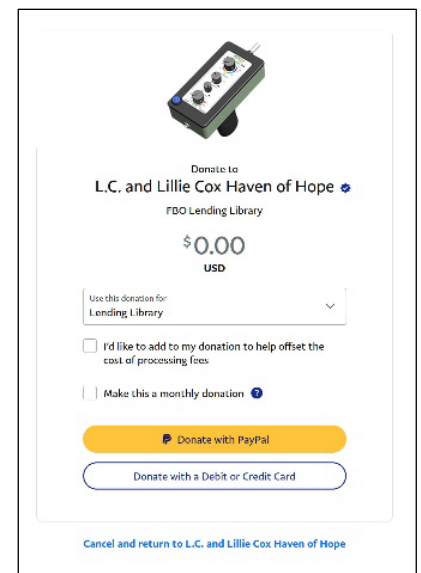 Donate to
L.C. and Lillie Cox Haven of Hope
FBO Lending Library
$0.00
USD
Use this donation for
Lending Library
I'd like to add to my donation to help offset the
cost of processing fees
Make this a monthly donation ?
Donate with PayPal
Donate with a Debit or Credit Card
Cancel and return to L.C. and Lillie Cox Haven of Hope